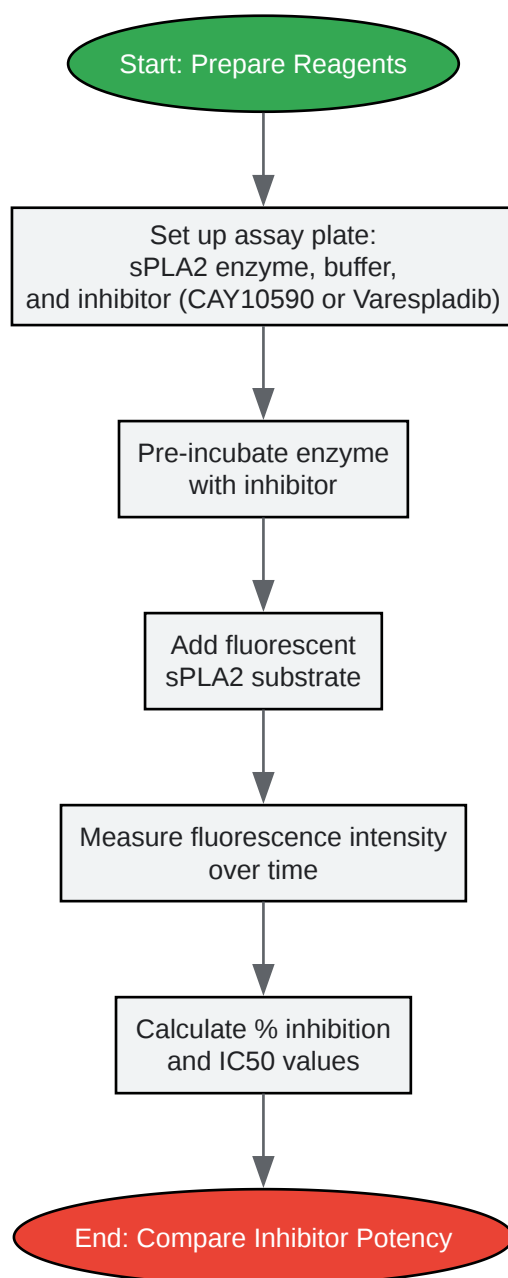 Start: Prepare Reagents
Set up assay plate:
sPLA2 enzyme, buffer,
and inhibitor (CAY10590 or Varespladib)
Pre-incubate enzyme
with inhibitor
Add fluorescent
sPLA2 substrate
Measure fluorescence intensity
over time
Calculate % inhibition
and IC50 values
End: Compare Inhibitor Potency